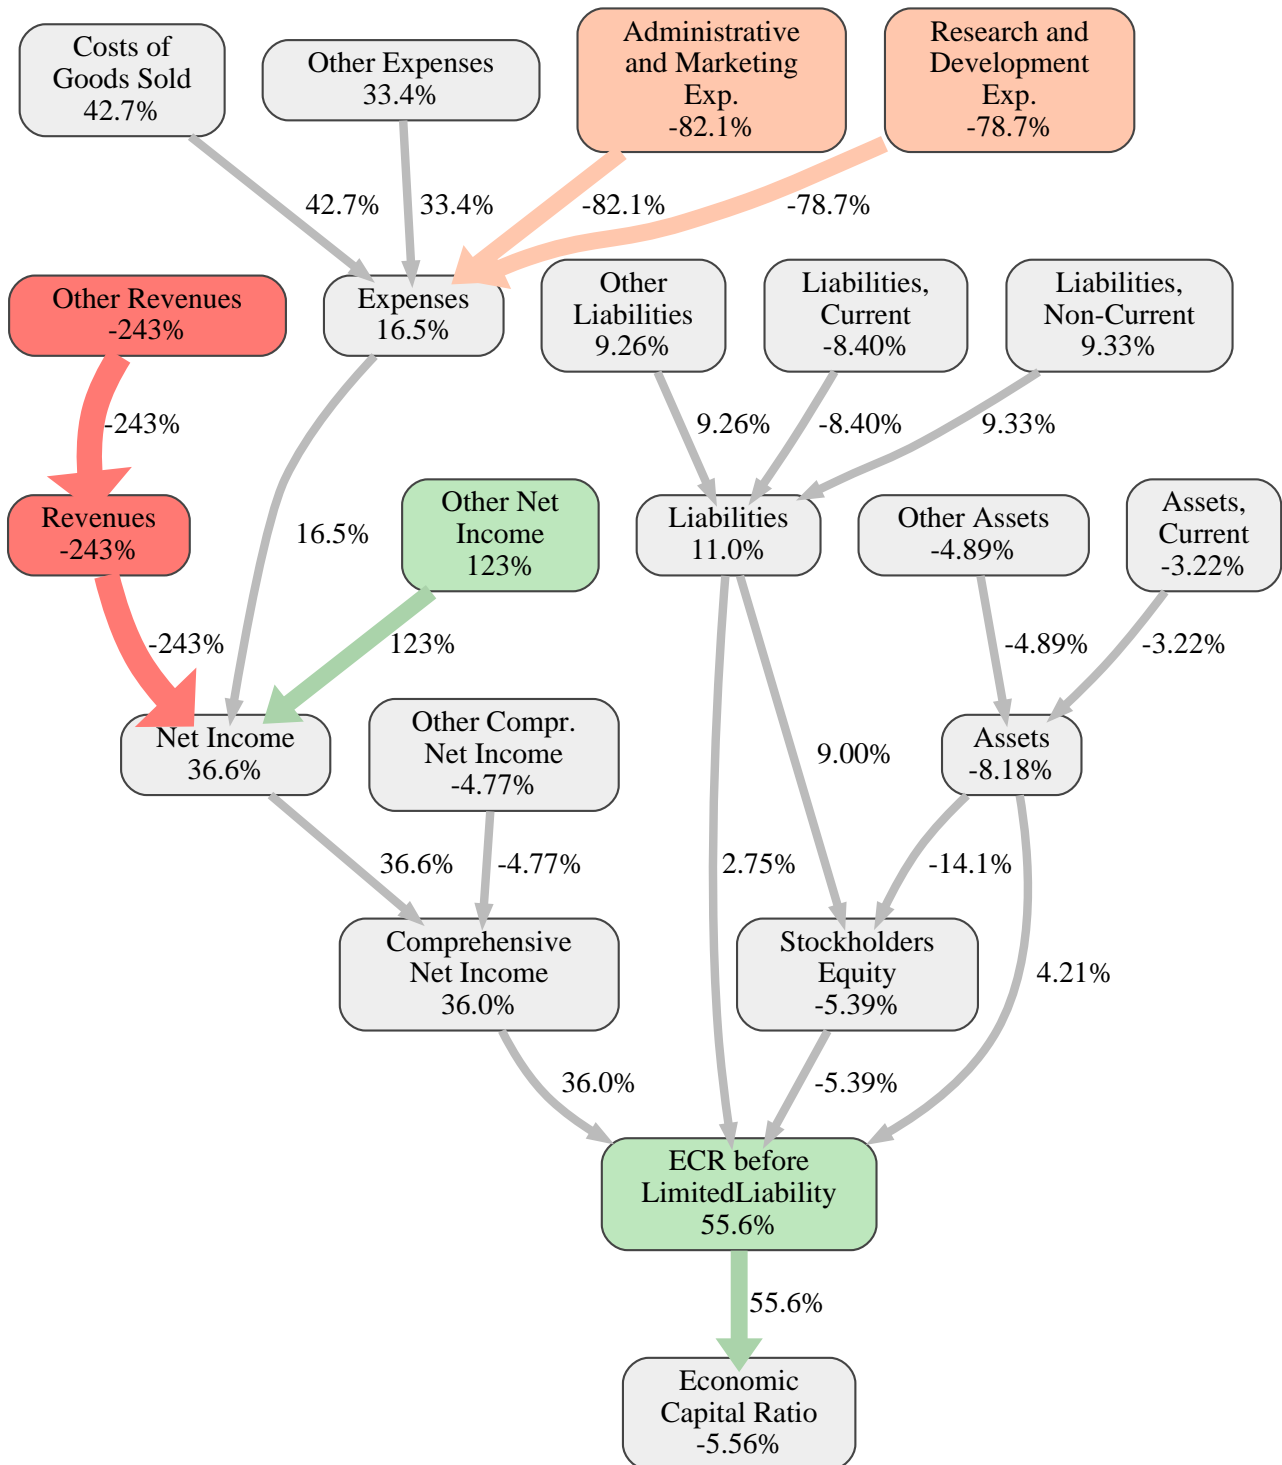 Costs of
Goods Sold
42.7%
Other Expenses
33.4%
Administrative
and Marketing
Exp.
-82.1%
Research and
Development
Exp.
-78.7%
42.7%
33.4%
-82.1%
-78.7%
Other Revenues
-243%
Expenses
16.5%
Other
Liabilities
9.26%
Liabilities,
Current
-8.40%
Liabilities,
Non-Current
9.33%
-243%
9.26%
-8.40%
9.33%
Revenues
-243%
16.5%
Other Net
Income
123%
Liabilities
11.0%
Other Assets
-4.89%
Assets,
Current
-3.22%
-243%
123%
-4.89%
-3.22%
Net Income
36.6%
Other Compr.
Net Income
-4.77%
9.00%
Assets
-8.18%
36.6%
-4.77%
2.75%
-14.1%
Comprehensive
Net Income
36.0%
Stockholders
Equity
-5.39%
4.21%
36.0%
-5.39%
ECR before
LimitedLiability
55.6%
55.6%
Economic
Capital Ratio
-5.56%